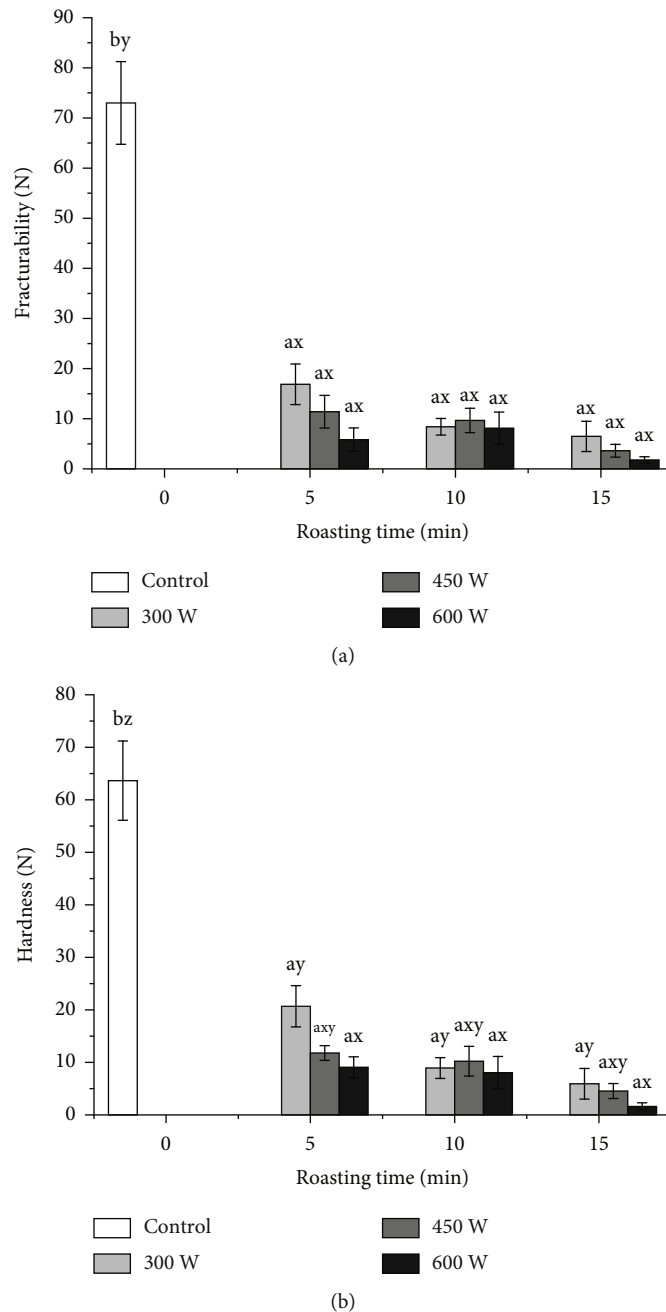 90
80
70
60
50
40
30
20
10
0
Fracturability (N)
by
ax
ax
ax
ax
ax
ax
ax
ax
ax
0
5
10
15
Roasting time (min)
Control
450 W
300 W
600 W
(a)
80
70
60
50
40
30
20
10
0
Hardness (N)
bz
ay
axy
ax
ay
axy
ax
ay
axy
ax
0
5
10
15
Roasting time (min)
Control
450 W
300 W
600 W
(b)